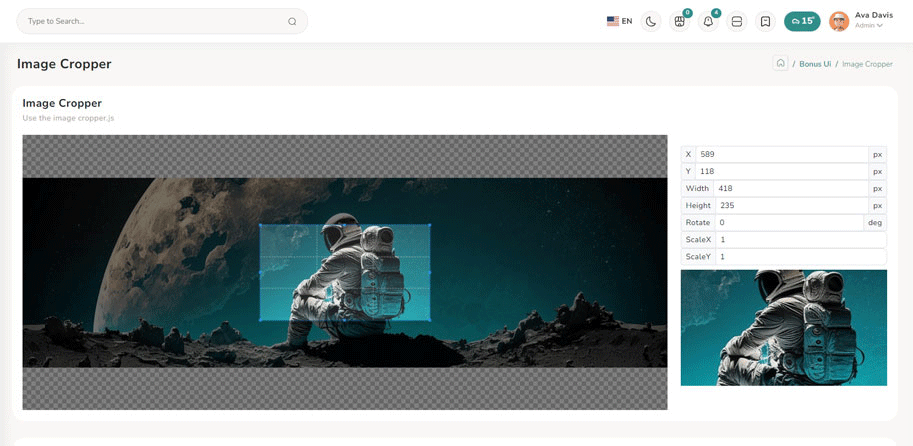 Type to Search...
EN
0
4
15°
Ava Davis
Admin
Image Cropper
/ Bonus Ui / Image Cropper
Image Cropper
Use the image cropper.js
X 589 px
Y 118 px
Width 418 px
Height 235 px
Rotate 0 deg
ScaleX 1
ScaleY 1